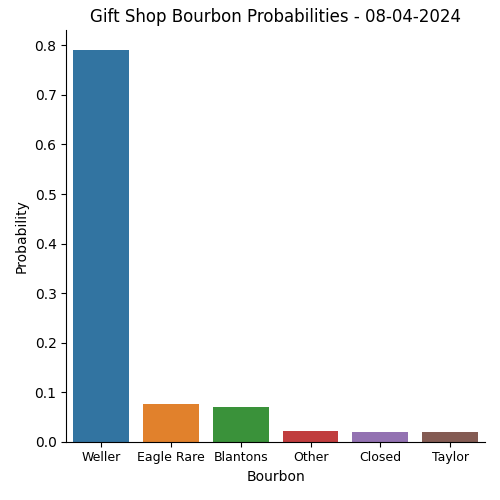 Gift Shop Bourbon Probabilities - 08-04-2024
0.8
0.7
0.6
0.5
0.4
0.3
0.2
0.1
0.0
Probability
Weller Eagle Rare Blantons Other Closed Taylor
Bourbon